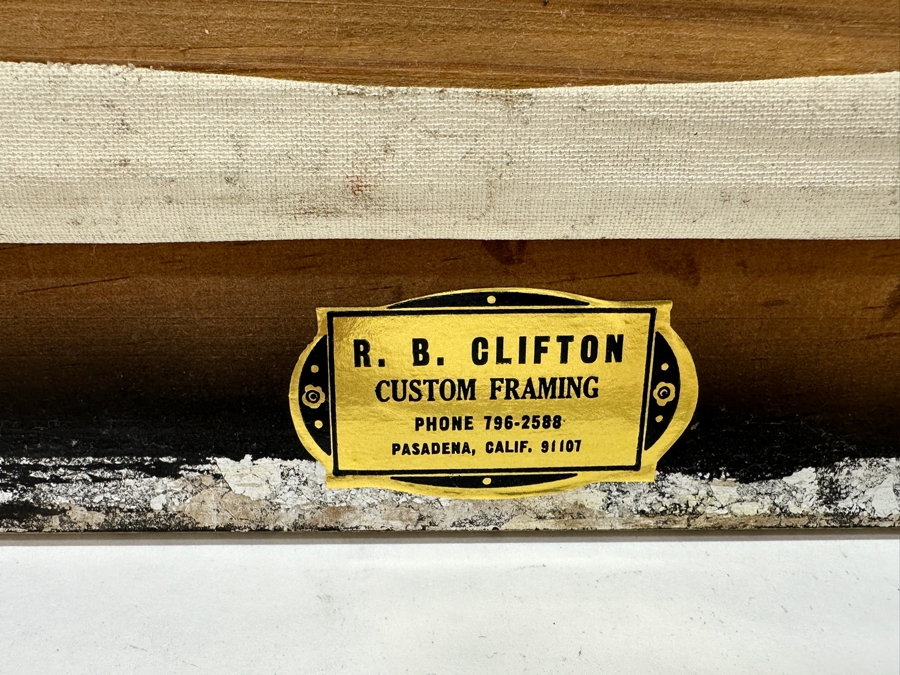 R. B. CLIFTON
CUSTOM FRAMING
PHONE 796-2588
PASADENA, CALIF. 91107